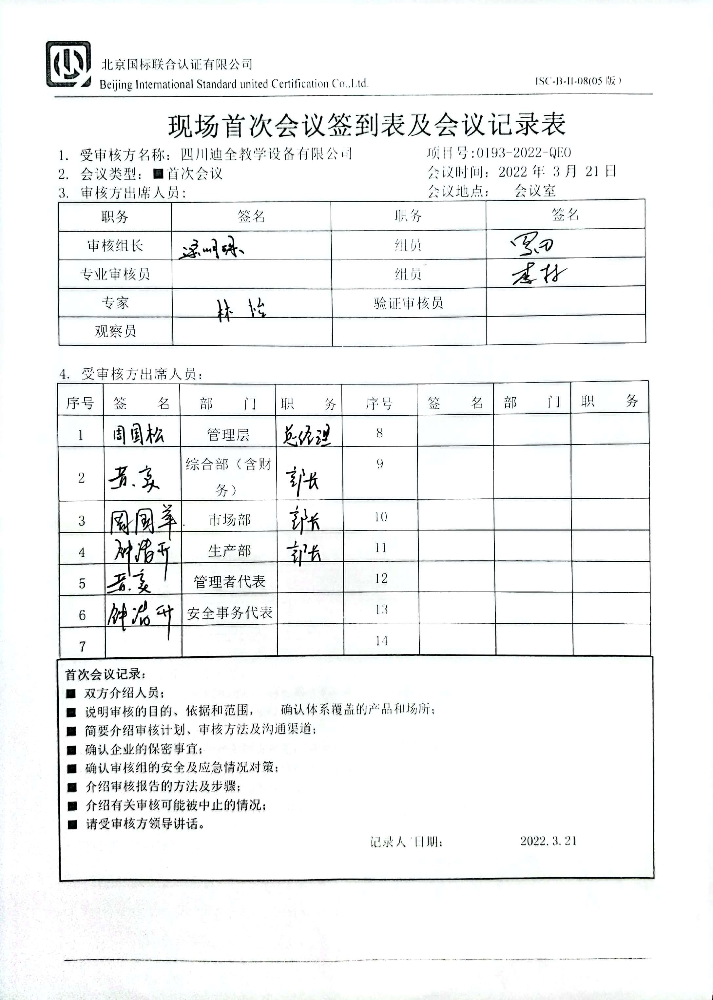 北京国标联合认证有限公司
Beijing International Standard united Certification Co.,Ltd.
ISC-B-II-08(05版)
现场首次会议签到表及会议记录表
1. 受审核方名称：四川迪全教学设备有限公司 项目号:0193-2022-QEO
2. 会议类型：■首次会议 会议时间：2022 年 3 月 21 日
3. 审核方出席人员： 会议地点： 会议室
职务 签名 职务 签名
审核组长 组员
专业审核员 组员 李林
专家 林怡 验证审核员
观察员
4. 受审核方出席人员：
序号 签 名 部 门 职 务 序号 签 名 部 门 职 务
1 周国松 管理层 总经理 8
2 综合部（含财务） 部长 9
3 周国苹 市场部 部长 10
4 生产部 部长 11
5 管理者代表 12
6 安全事务代表 13
7 14
首次会议记录：
■ 双方介绍人员；
■ 说明审核的目的、依据和范围， 确认体系覆盖的产品和场所；
■ 简要介绍审核计划、审核方法及沟通渠道；
■ 确认企业的保密事宜；
■ 确认审核组的安全及应急情况对策；
■ 介绍审核报告的方法及步骤；
■ 介绍有关审核可能被中止的情况；
■ 请受审核方领导讲话。
记录人/日期： 2022.3.21